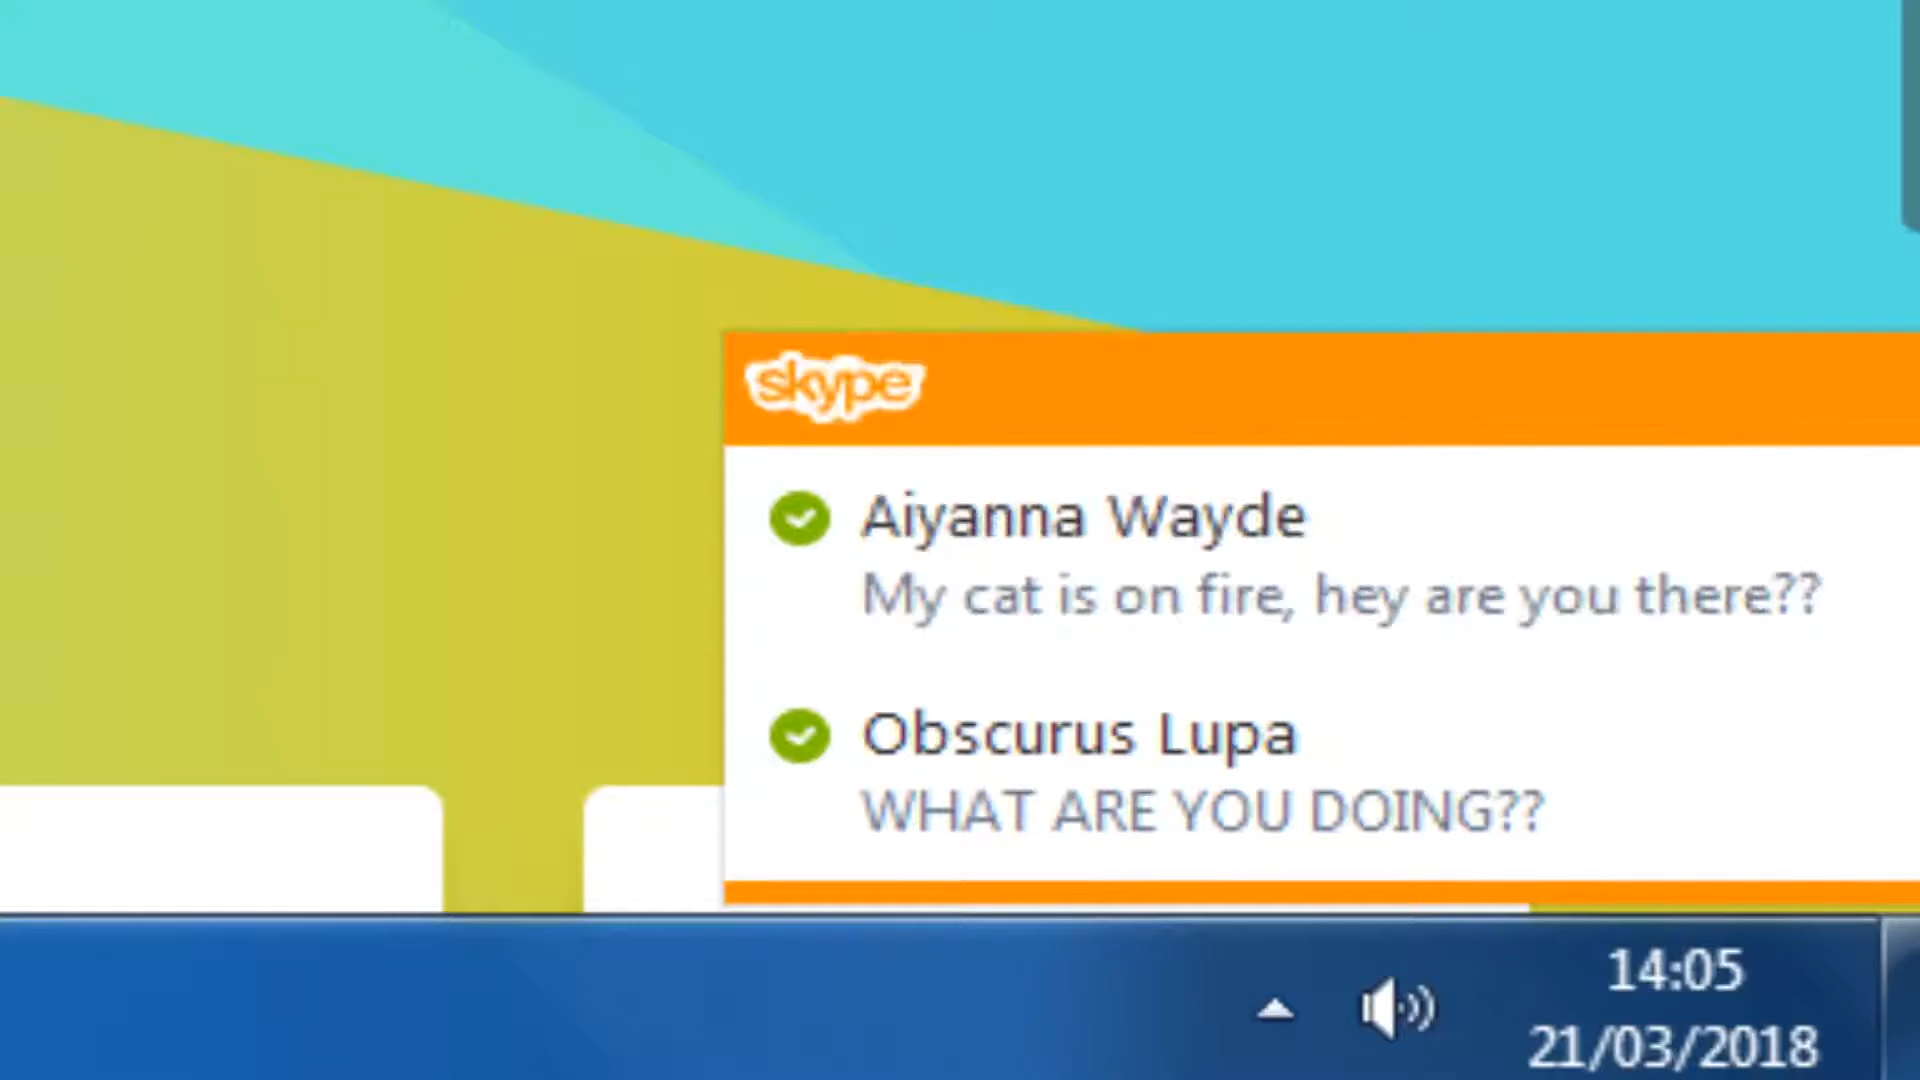 skype
Aiyanna Wayde
My cat is on fire, hey are you there??
Obscurus Lupa
WHAT ARE YOU DOING??
14:05
21/03/2018